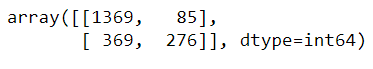 array([[1369,   85],
       [ 369,  276]], dtype=int64)